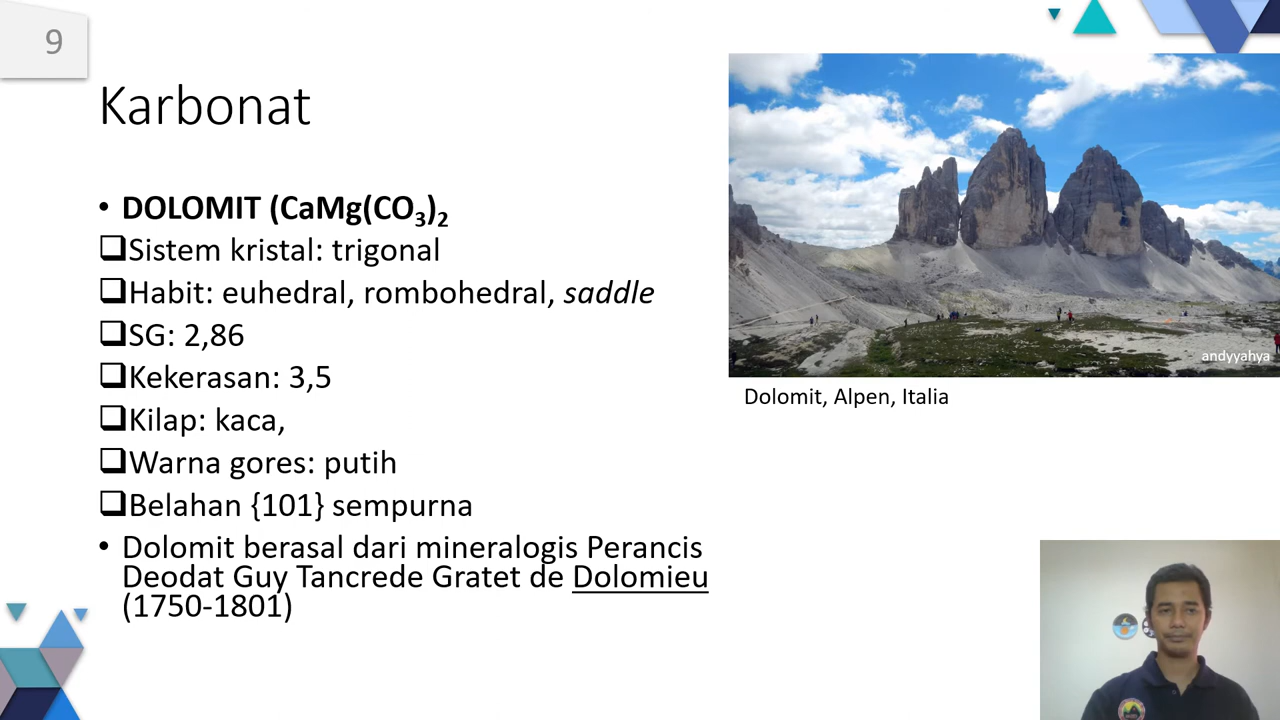 9
Karbonat
• DOLOMIT (CaMg(CO₃)₂
❑Sistem kristal: trigonal
❑Habit: euhedral, rombohedral, saddle
❑SG: 2,86
❑Kekerasan: 3,5
❑Kilap: kaca,
❑Warna gores: putih
❑Belahan {101} sempurna
• Dolomit berasal dari mineralogis Perancis
Deodat Guy Tancrede Gratet de Dolomieu
(1750-1801)
andyyahya
Dolomit, Alpen, Italia